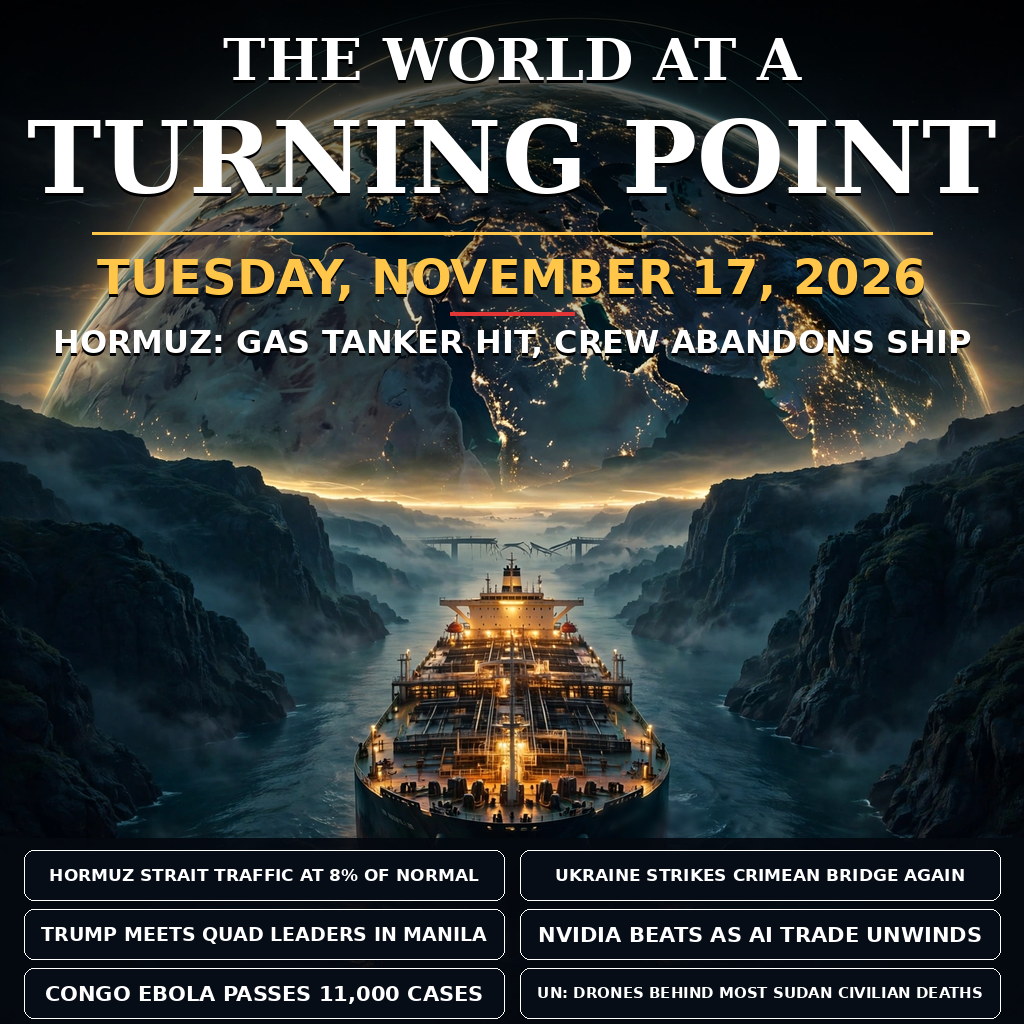 THE WORLD AT A
TURNING POINT
TUESDAY, NOVEMBER 17, 2026
HORMUZ: GAS TANKER HIT, CREW ABANDONS SHIP
HORMUZ STRAIT TRAFFIC AT 8% OF NORMAL
UKRAINE STRIKES CRIMEAN BRIDGE AGAIN
TRUMP MEETS QUAD LEADERS IN MANILA
NVIDIA BEATS AS AI TRADE UNWINDS
CONGO EBOLA PASSES 11,000 CASES
UN: DRONES BEHIND MOST SUDAN CIVILIAN DEATHS